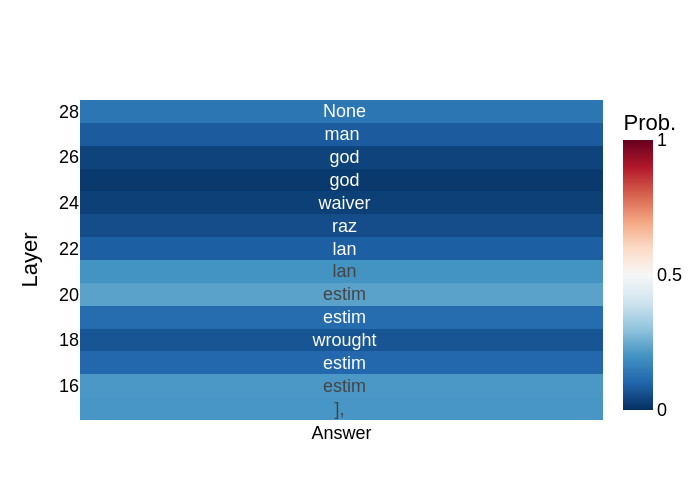 Prob.
28 None 1
man
26 god
god
24 waiver
raz
22 lan
lan 0.5
20 estim
estim
18 wrought
estim
16 estim
], 0
Answer
Layer